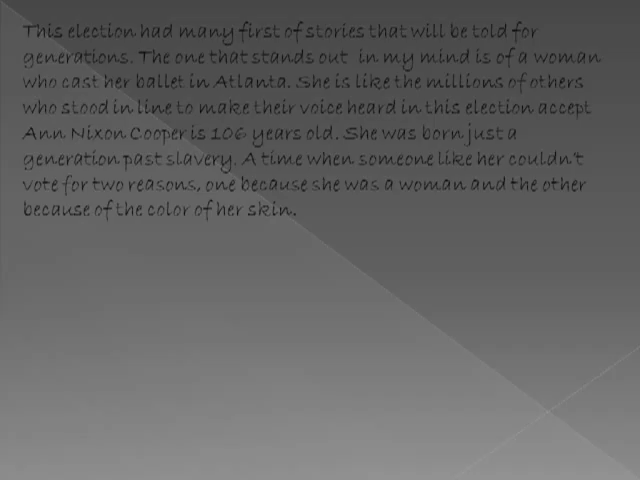 This election had many first of stories that will be told for
generations. The one that stands out in my mind is of a woman
who cast her ballet in Atlanta. She is like the millions of others
who stood in line to make their voice heard in this election accept
Ann Nixon Cooper is 106 years old. She was born just a
generation past slavery. A time when someone like her couldn't
vote for two reasons, one because she was a woman and the other
because of the color of her skin.